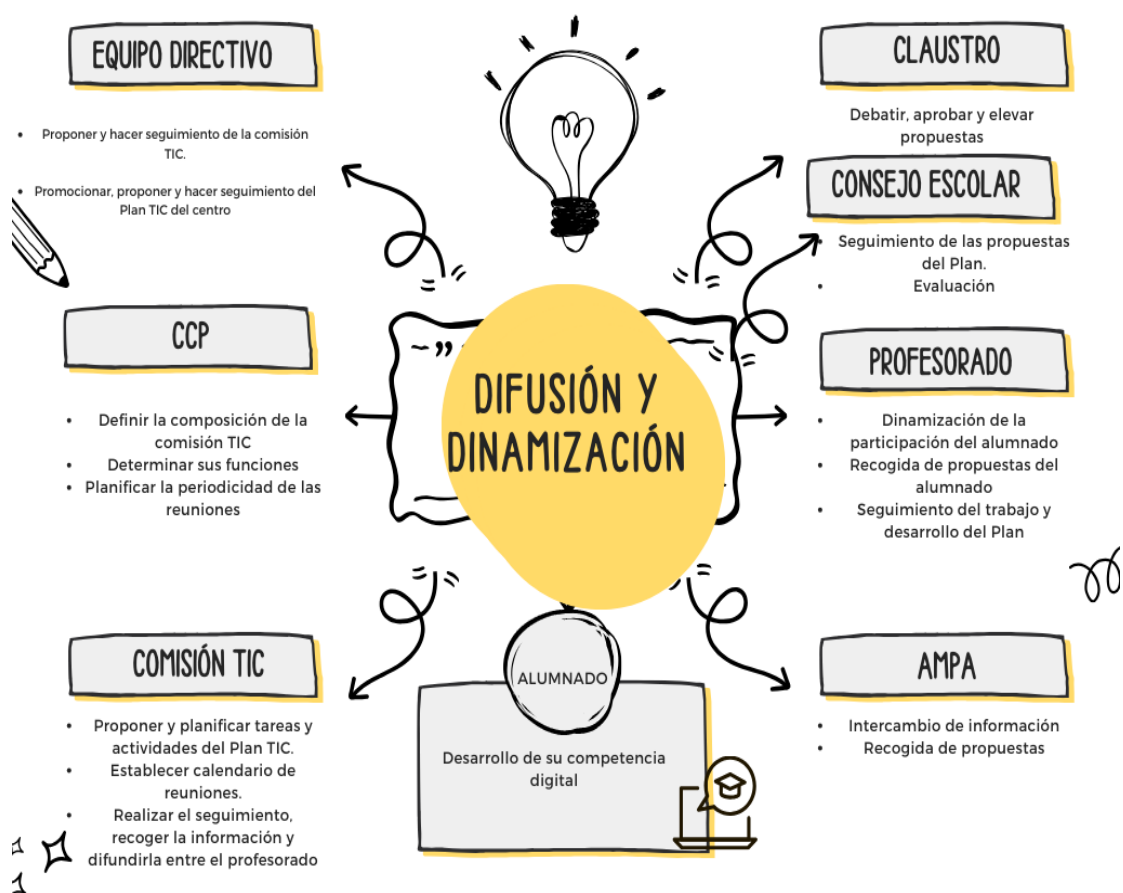 EQUIPO DIRECTIVO
• Proponer y hacer seguimiento de la comisión
TIC.
• Promocionar, proponer y hacer seguimiento del
Plan TIC del centro
CCP
• Definir la composición de la
comisión TIC
• Determinar sus funciones
• Planificar la periodicidad de las
reuniones
COMISIÓN TIC
• Proponer y planificar tareas y
actividades del Plan TIC.
• Establecer calendario de
reuniones.
• Realizar el seguimiento,
recoger la información y
difundirla entre el profesorado
DIFUSIÓN Y
DINAMIZACIÓN
ALUMNADO
Desarrollo de su competencia
digital
CLAUSTRO
Debatir, aprobar y elevar
propuestas
CONSEJO ESCOLAR
• Seguimiento de las propuestas
del Plan.
• Evaluación
PROFESORADO
• Dinamización de la
participación del alumnado
• Recogida de propuestas del
alumnado
• Seguimiento del trabajo y
desarrollo del Plan
AMPA
• Intercambio de información
• Recogida de propuestas